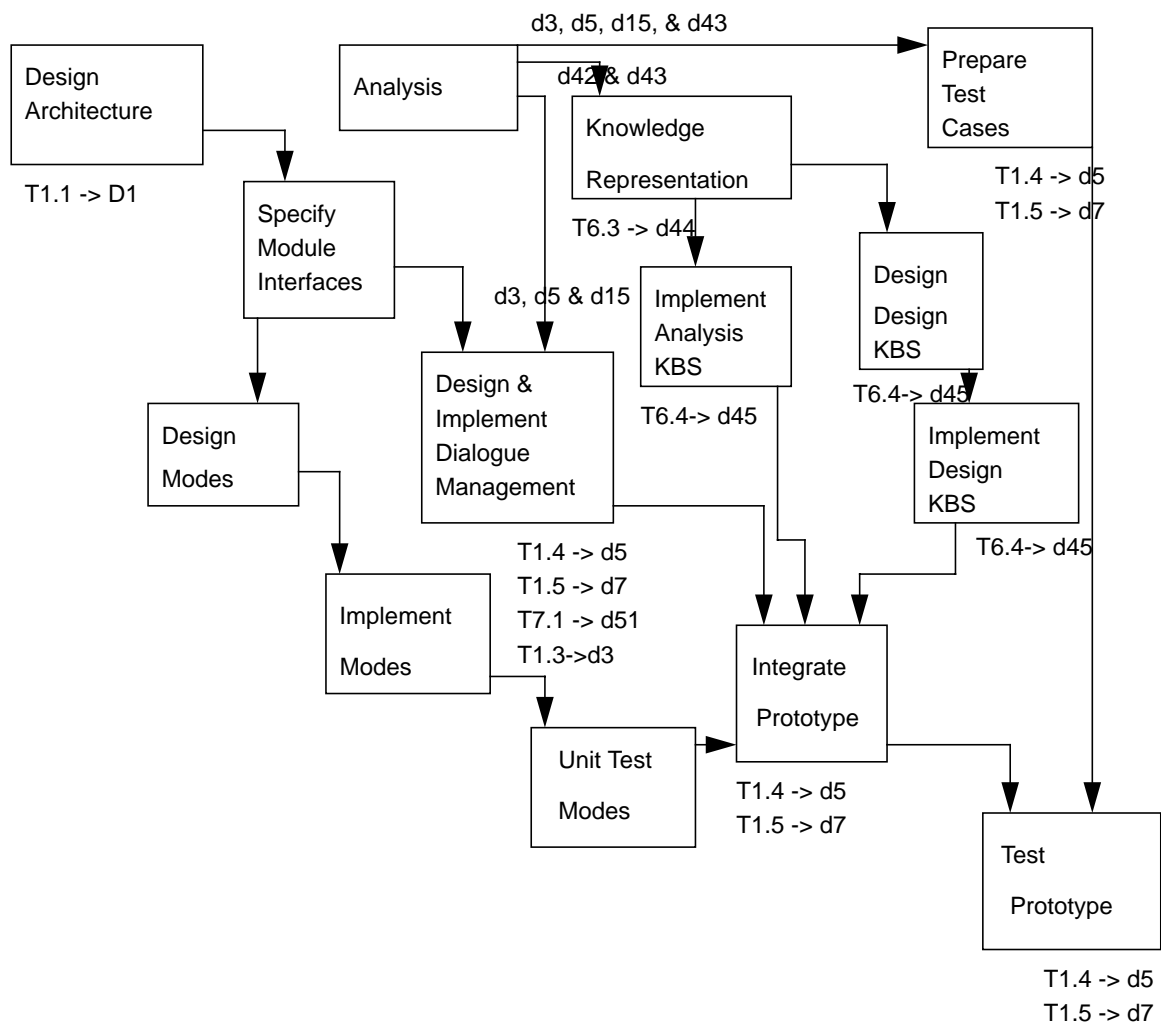 d3, d5, d15, & d43
Design
Architecture
Analysis
d42 & d43
Prepare
Test
Cases
Knowledge
Representation
T1.1 -> D1
T1.4 -> d5
T1.5 -> d7
Specify
Module
Interfaces
T6.3 -> d44
d3, d5 & d15
Implement
Analysis
KBS
Design
Design
KBS
Design &
Implement
Dialogue
Management
T6.4-> d45
T6.4-> d45
Design
Modes
Implement
Design
KBS
T1.4 -> d5
T1.5 -> d7
T7.1 -> d51
T1.3->d3
T6.4-> d45
Implement
Modes
Integrate
Prototype
Unit Test
Modes
T1.4 -> d5
T1.5 -> d7
Test
Prototype
T1.4 -> d5
T1.5 -> d7